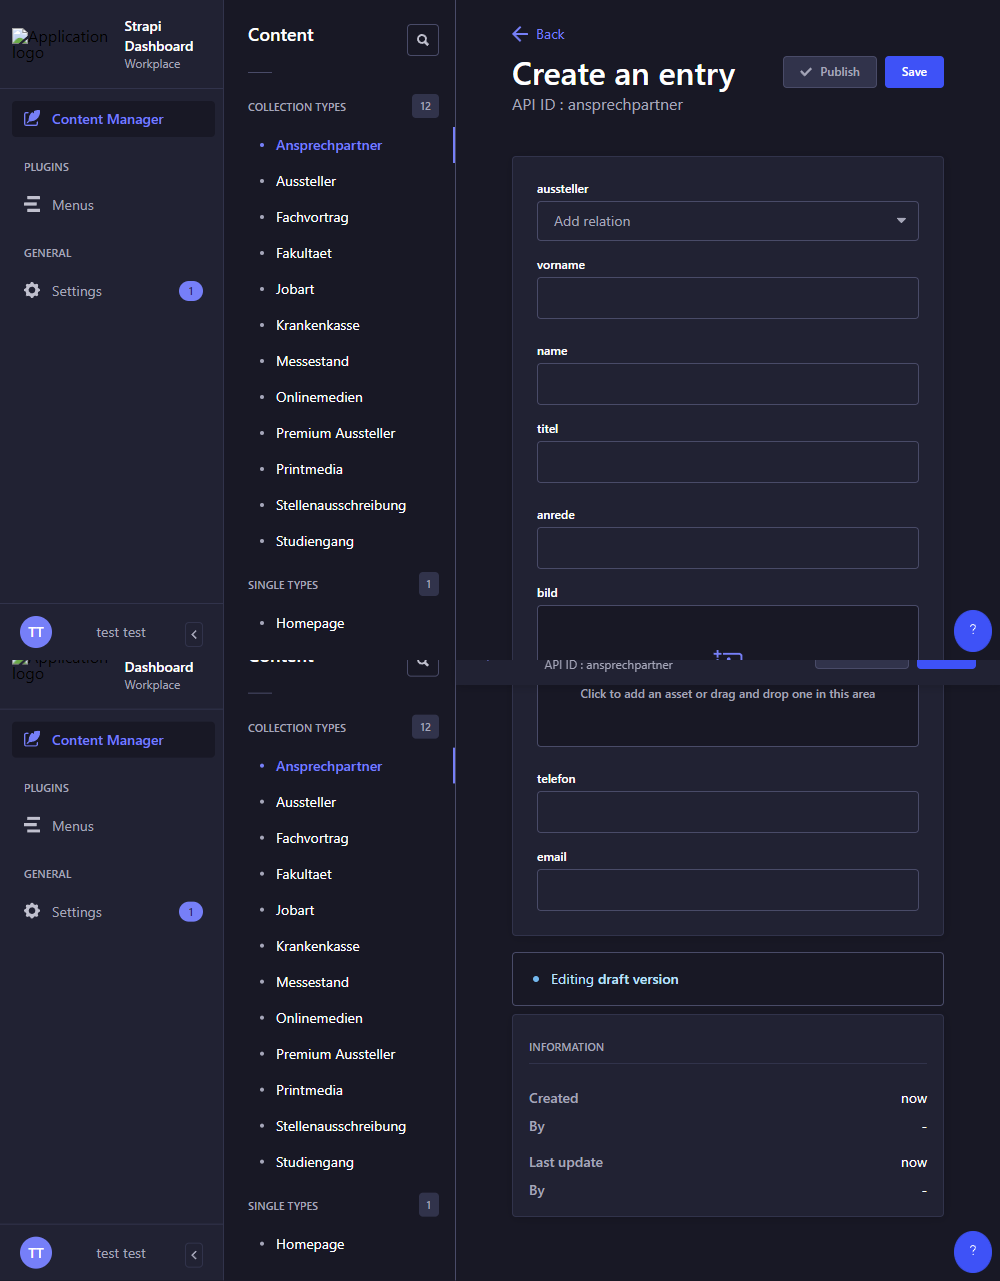 Application logo
Strapi Dashboard
Workplace
Content Manager
PLUGINS
Menus
GENERAL
Settings
1
TT
test test
Content
COLLECTION TYPES
12
Ansprechpartner
Aussteller
Fachvortrag
Fakultaet
Jobart
Krankenkasse
Messestand
Onlinemedien
Premium Aussteller
Printmedia
Stellenausschreibung
Studiengang
SINGLE TYPES
1
Homepage
Back
Create an entry
Publish
Save
API ID : ansprechpartner
aussteller
Add relation
vorname
name
titel
anrede
bild
?
Application logo
Dashboard
Workplace
Content Manager
PLUGINS
Menus
GENERAL
Settings
1
TT
test test
Content
COLLECTION TYPES
12
Ansprechpartner
Aussteller
Fachvortrag
Fakultaet
Jobart
Krankenkasse
Messestand
Onlinemedien
Premium Aussteller
Printmedia
Stellenausschreibung
Studiengang
SINGLE TYPES
1
Homepage
API ID : ansprechpartner
Click to add an asset or drag and drop one in this area
telefon
email
Editing draft version
INFORMATION
Created
now
By
-
Last update
now
By
-
?